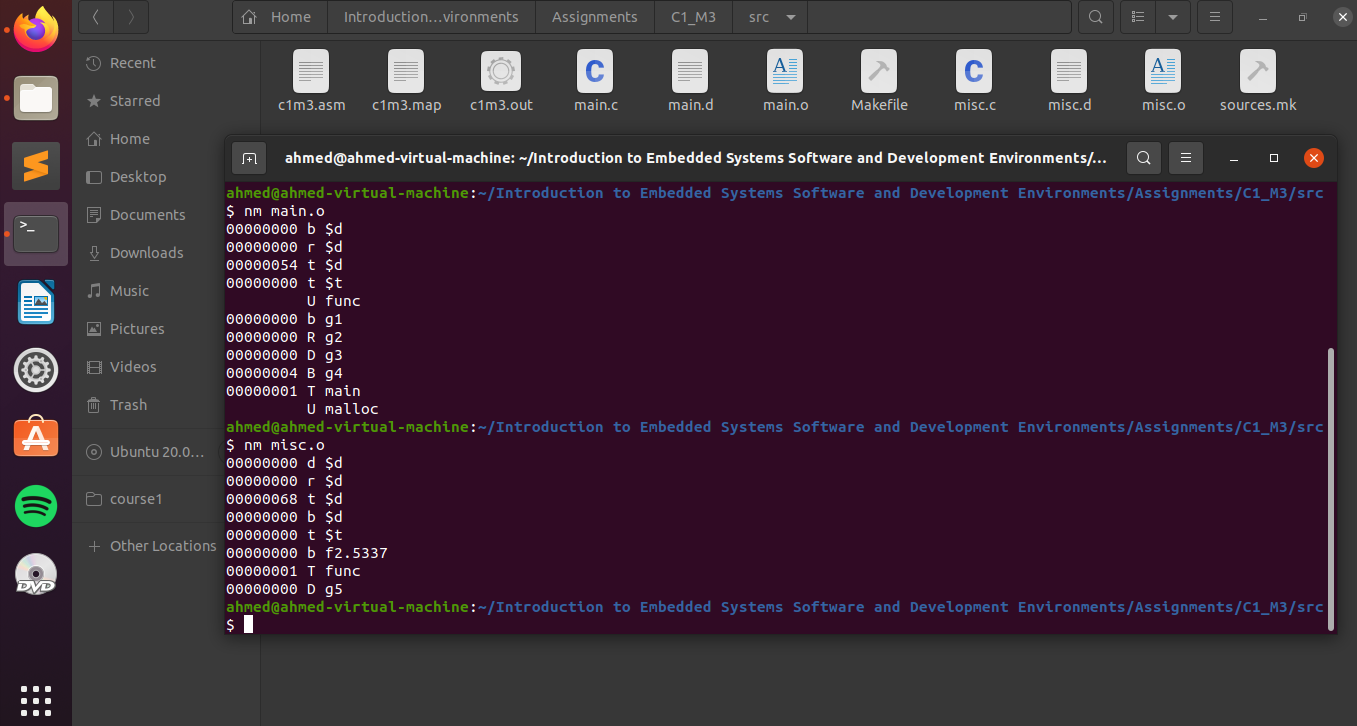 Home Introduction...vironments Assignments C1_M3 src
Recent
Starred
Home
Desktop
Documents
Downloads
Music
Pictures
Videos
Trash
Ubuntu 20.0...
course1
+ Other Locations
c1m3.asm c1m3.map c1m3.out main.c main.d main.o Makefile misc.c misc.d misc.o sources.mk
ahmed@ahmed-virtual-machine: ~/Introduction to Embedded Systems Software and Development Environments/...
ahmed@ahmed-virtual-machine:~/Introduction to Embedded Systems Software and Development Environments/Assignments/C1_M3/src
$ nm main.o
00000000 b $d
00000000 r $d
00000054 t $d
00000000 t $t
U func
00000000 b g1
00000000 R g2
00000000 D g3
00000004 B g4
00000001 T main
U malloc
ahmed@ahmed-virtual-machine:~/Introduction to Embedded Systems Software and Development Environments/Assignments/C1_M3/src
$ nm misc.o
00000000 d $d
00000000 r $d
00000068 t $d
00000000 b $d
00000000 t $t
00000000 b f2.5337
00000001 T func
00000000 D g5
ahmed@ahmed-virtual-machine:~/Introduction to Embedded Systems Software and Development Environments/Assignments/C1_M3/src
$
>_
DVD